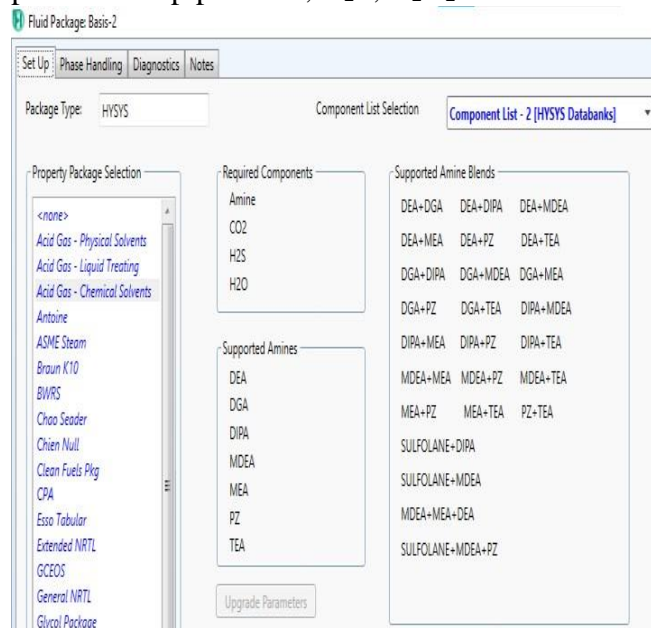 Fluid Package: Basis-2
Set Up Phase Handling Diagnostics Notes
Package Type: HYSYS Component List Selection Component List - 2 [HYSYS Databanks]
Property Package Selection
<none>
Acid Gas - Physical Solvents
Acid Gas - Liquid Treating
Acid Gas - Chemical Solvents
Antoine
ASME Steam
Braun K10
BWRS
Chao Seader
Chien Null
Clean Fuels Pkg
CPA
Esso Tabular
Extended NRTL
GCEOS
General NRTL
Glycol Package
Required Components
Amine
CO2
H2S
H2O
Supported Amines
DEA
DGA
DIPA
MDEA
MEA
PZ
TEA
Upgrade Parameters
Supported Amine Blends
DEA+DGA DEA+DIPA DEA+MDEA
DEA+MEA DEA+PZ DEA+TEA
DGA+DIPA DGA+MDEA DGA+MEA
DGA+PZ DGA+TEA DIPA+MDEA
DIPA+MEA DIPA+PZ DIPA+TEA
MDEA+MEA MDEA+PZ MDEA+TEA
MEA+PZ MEA+TEA PZ+TEA
SULFOLANE+DIPA
SULFOLANE+MDEA
MDEA+MEA+DEA
SULFOLANE+MDEA+PZ